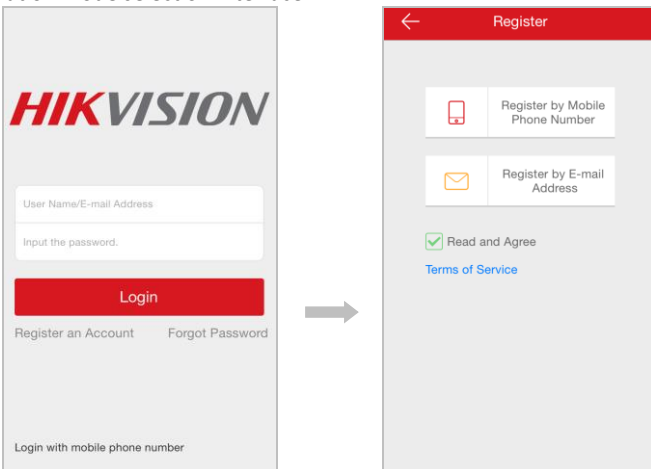 HIKVISION
User Name/E-mail Address
Input the password.
Login
Register an Account Forgot Password
Login with mobile phone number
Register
Register by Mobile
Phone Number
Register by E-mail
Address
Read and Agree
Terms of Service